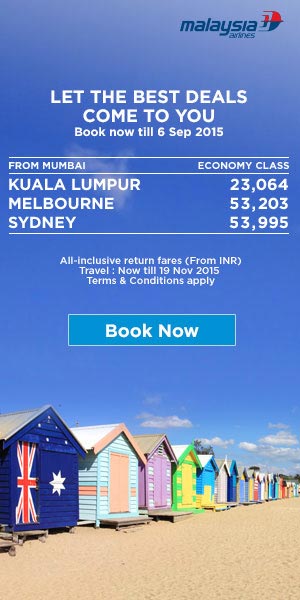 malaysia
airlines
LET THE BEST DEALS
COME TO YOU
Book now till 6 Sep 2015
FROM MUMBAI ECONOMY CLASS
KUALA LUMPUR 23,064
MELBOURNE 53,203
SYDNEY 53,995
All-inclusive return fares (From INR)
Travel : Now till 19 Nov 2015
Terms & Conditions apply
Book Now